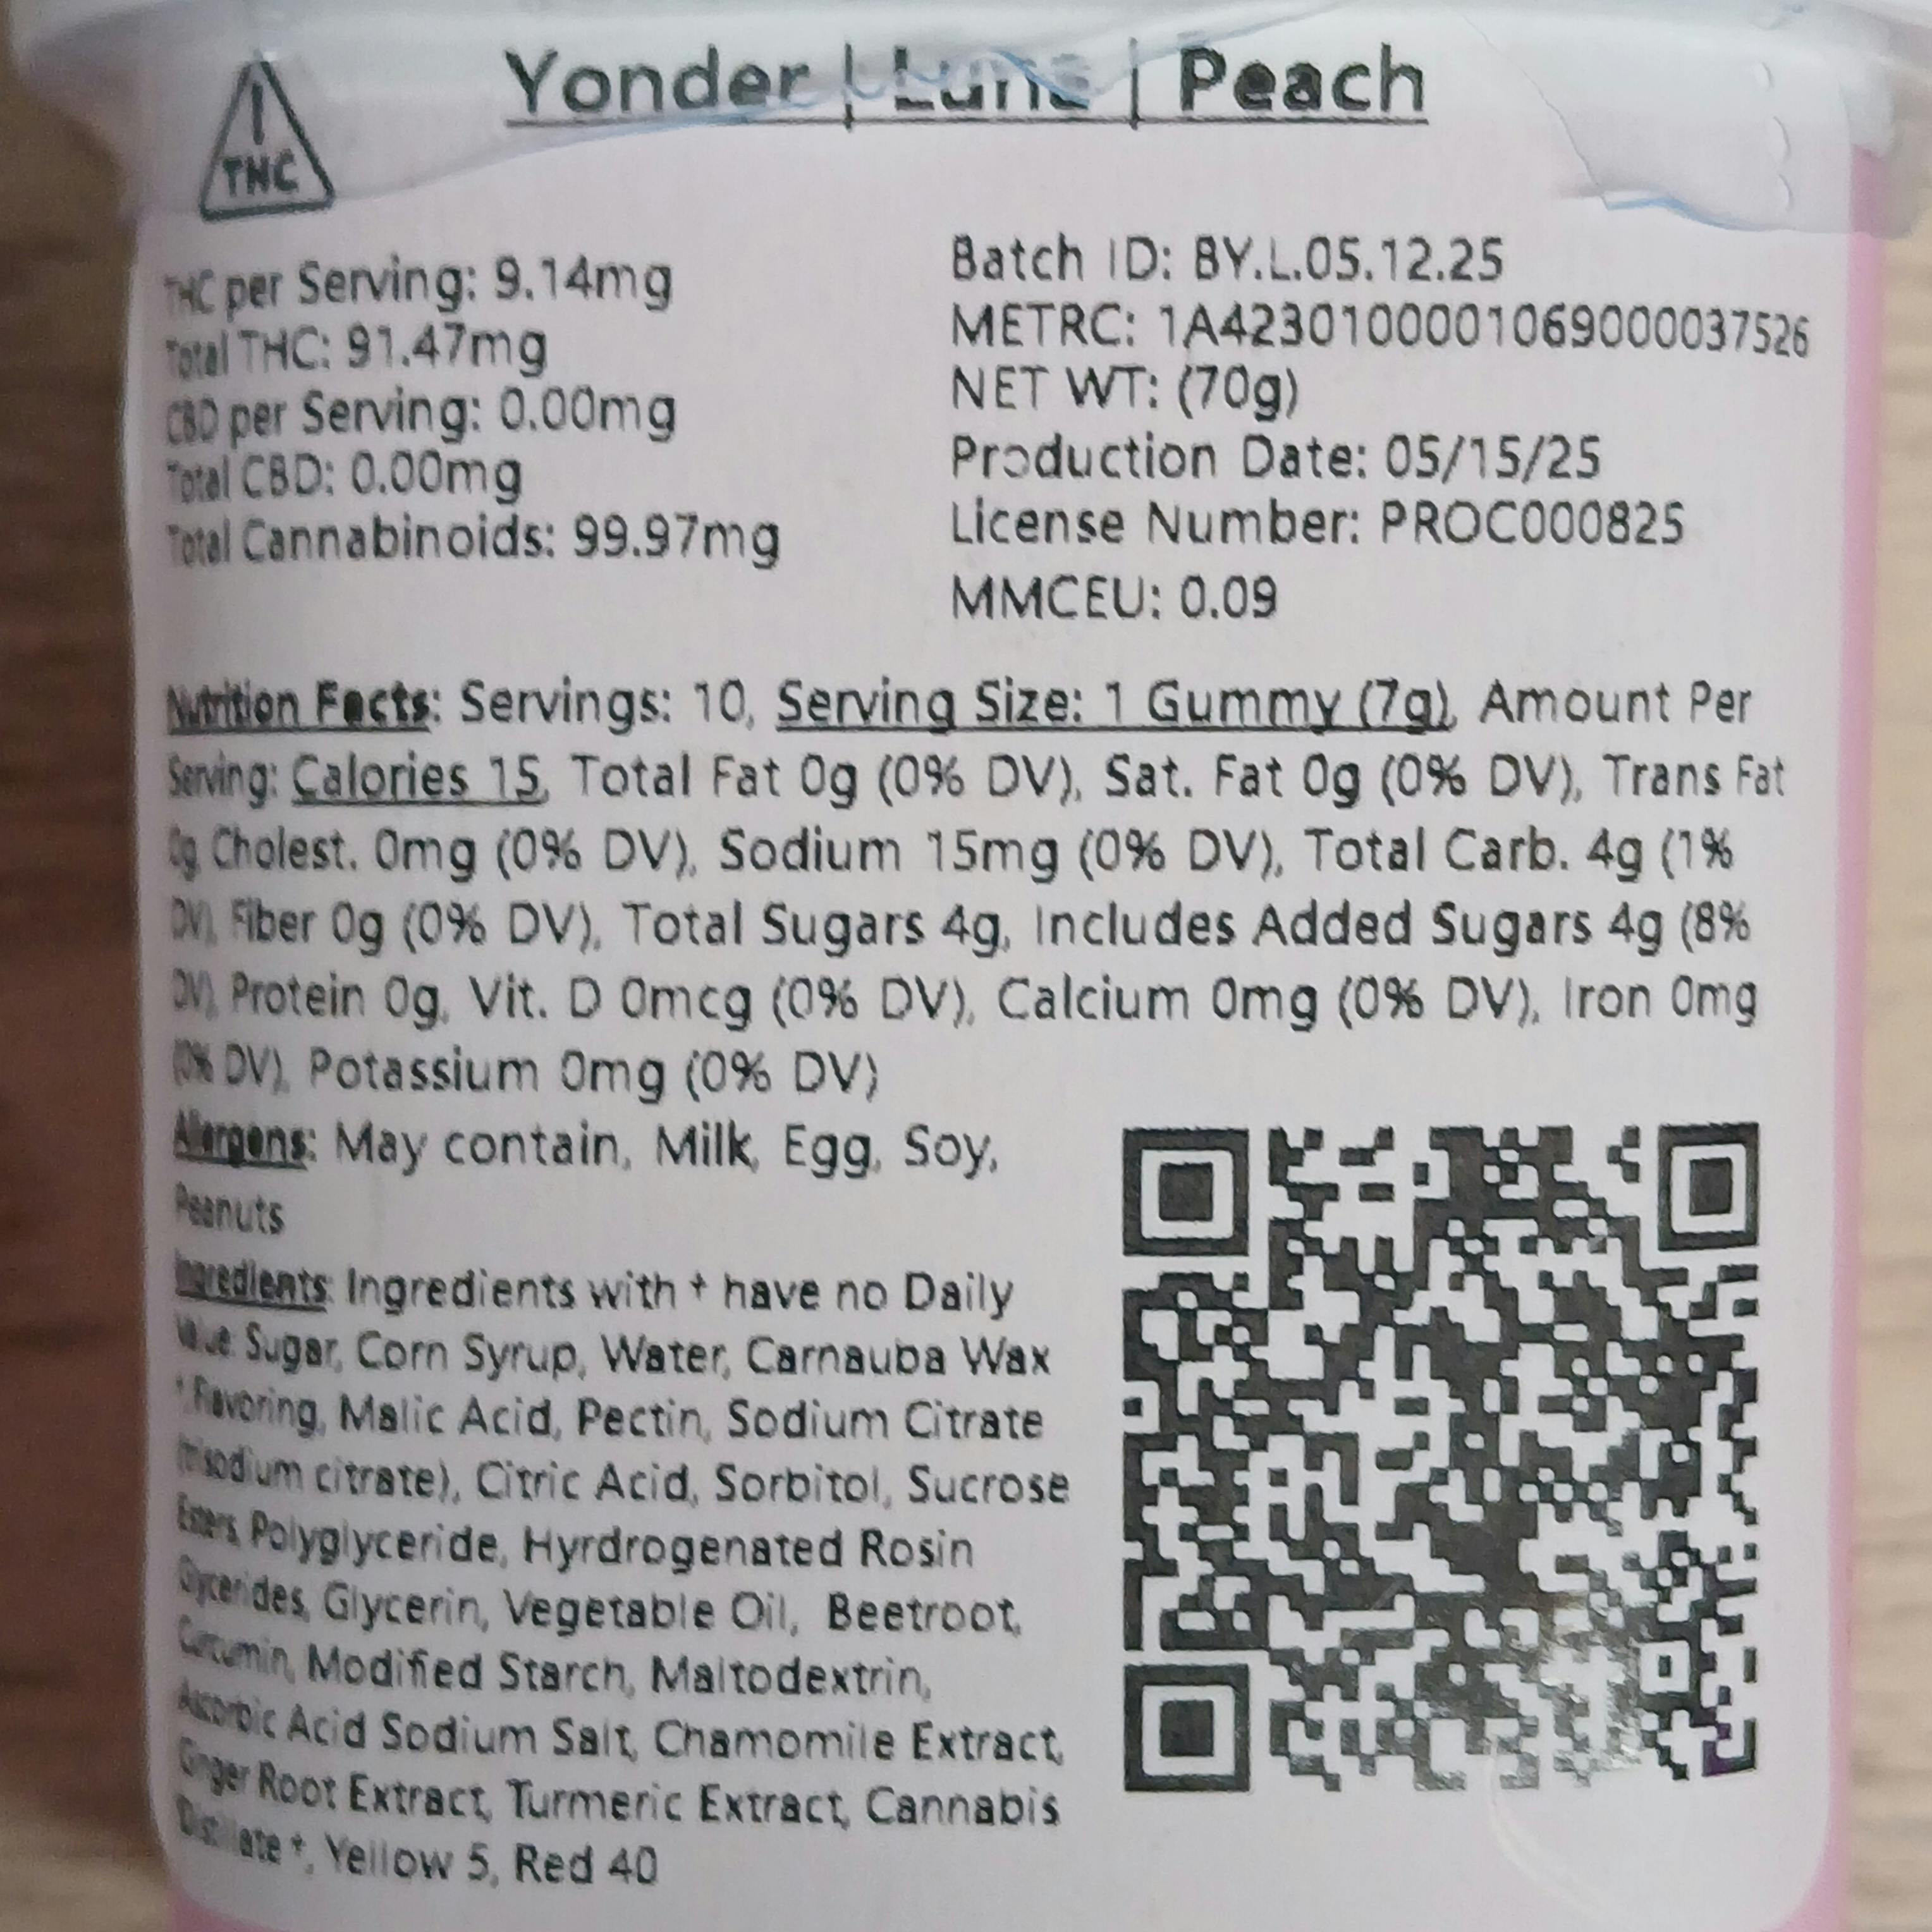 Yonder | Luna | Peach
THC
THC per Serving: 9.14mg
Total THC: 91.47mg
CBD per Serving: 0.00mg
Total CBD: 0.00mg
Total Cannabinoids: 99.97mg
Batch ID: BY.L.05.12.25
METRC: 1A4230100001069000037526
NET WT: (70g)
Production Date: 05/15/25
License Number: PROC000825
MMCEU: 0.09
Nutrition Facts: Servings: 10, Serving Size: 1 Gummy (7g), Amount Per
Serving: Calories 15, Total Fat 0g (0% DV), Sat. Fat 0g (0% DV), Trans Fat
0g, Cholest. 0mg (0% DV), Sodium 15mg (0% DV), Total Carb. 4g (1%
DV), Fiber 0g (0% DV), Total Sugars 4g, Includes Added Sugars 4g (8%
DV), Protein 0g, Vit. D 0mcg (0% DV), Calcium 0mg (0% DV), Iron 0mg
(0% DV), Potassium 0mg (0% DV)
Allergens: May contain, Milk, Egg, Soy,
Peanuts
Ingredients: Ingredients with † have no Daily
Value. Sugar, Corn Syrup, Water, Carnauba Wax
†, Flavoring, Malic Acid, Pectin, Sodium Citrate
(trisodium citrate), Citric Acid, Sorbitol, Sucrose
Esters, Polyglyceride, Hyrdrogenated Rosin
Glycerides, Glycerin, Vegetable Oil, Beetroot,
Curcumin, Modified Starch, Maltodextrin,
Ascorbic Acid Sodium Salt, Chamomile Extract,
Ginger Root Extract, Turmeric Extract, Cannabis
Distillate †, Yellow 5, Red 40